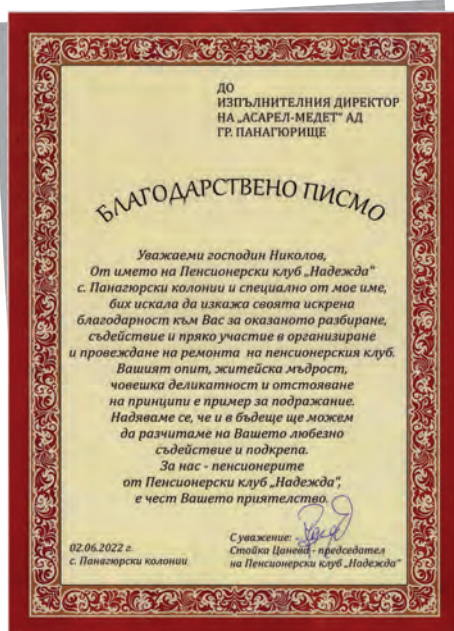 ДО
ИЗПЪЛНИТЕЛНИЯ ДИРЕКТОР
НА „АСАРЕЛ-МЕДЕТ“ АД
ГР. ПАНАГЮРИЩЕ
БЛАГОДАРСТВЕНО ПИСМО
Уважаеми господин Николов,
От името на Пенсионерски клуб „Надежда“
с. Панагюрски колонии и специално от мое име,
бих искала да изкажа своята искрена
благодарност към Вас за оказаното разбиране,
съдействие и пряко участие в организиране
и провеждане на ремонта на пенсионерския клуб.
Вашият опит, житейска мъдрост,
човешка деликатност и отстояване
на принципи е пример за подражание.
Надяваме се, че и в бъдеще ще можем
да разчитаме на Вашето любезно
съдействие и подкрепа.
За нас - пенсионерите
от Пенсионерски клуб „Надежда“,
е чест Вашето приятелство.
02.06.2022 г.
с. Панагюрски колонии
С уважение:
Стойка Цанева - председател
на Пенсионерски клуб „Надежда“